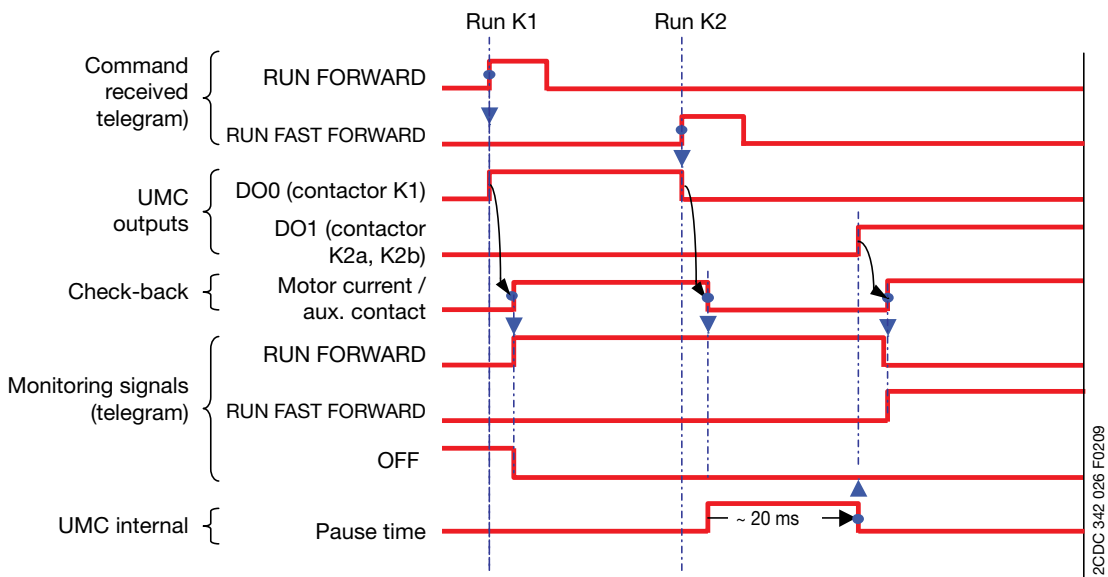 Run K1
Run K2
Command
received
telegram)
RUN FORWARD
RUN FAST FORWARD
UMC
outputs
DO0 (contactor K1)
DO1 (contactor
K2a, K2b)
Check-back
Motor current /
aux. contact
Monitoring signals
(telegram)
RUN FORWARD
RUN FAST FORWARD
OFF
UMC internal
Pause time
~ 20 ms
2CDC 342 026 F0209